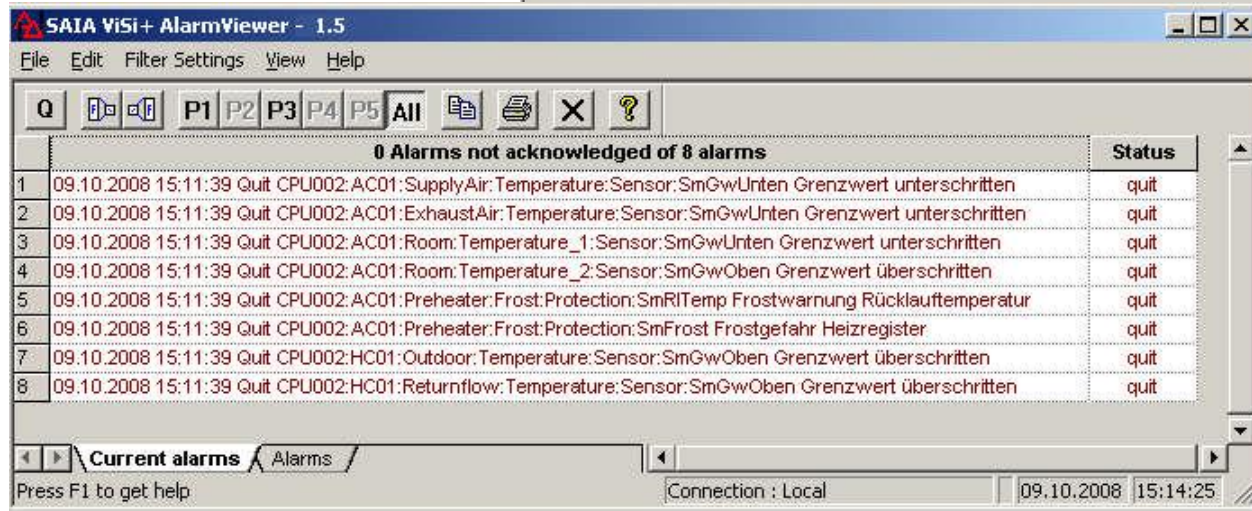 SAIA ViSi+ AlarmViewer - 1.5
File Edit Filter Settings View Help
Q P1 P2 P3 P4 P5 All ?
0 Alarms not acknowledged of 8 alarms Status
1 09.10.2008 15:11:39 Quit CPU002:AC01:SupplyAir:Temperature:Sensor:SmGwUnten Grenzwert unterschritten quit
2 09.10.2008 15:11:39 Quit CPU002:AC01:ExhaustAir:Temperature:Sensor:SmGwUnten Grenzwert unterschritten quit
3 09.10.2008 15:11:39 Quit CPU002:AC01:Room:Temperature_1:Sensor:SmGwUnten Grenzwert unterschritten quit
4 09.10.2008 15:11:39 Quit CPU002:AC01:Room:Temperature_2:Sensor:SmGwOben Grenzwert überschritten quit
5 09.10.2008 15:11:39 Quit CPU002:AC01:Preheater:Frost:Protection:SmRlTemp Frostwarnung Rücklauftemperatur quit
6 09.10.2008 15:11:39 Quit CPU002:AC01:Preheater:Frost:Protection:SmFrost Frostgefahr Heizregister quit
7 09.10.2008 15:11:39 Quit CPU002:HC01:Outdoor:Temperature:Sensor:SmGwOben Grenzwert überschritten quit
8 09.10.2008 15:11:39 Quit CPU002:HC01:Returnflow:Temperature:Sensor:SmGwOben Grenzwert überschritten quit
Current alarms Alarms
Press F1 to get help Connection : Local 09.10.2008 15:14:25